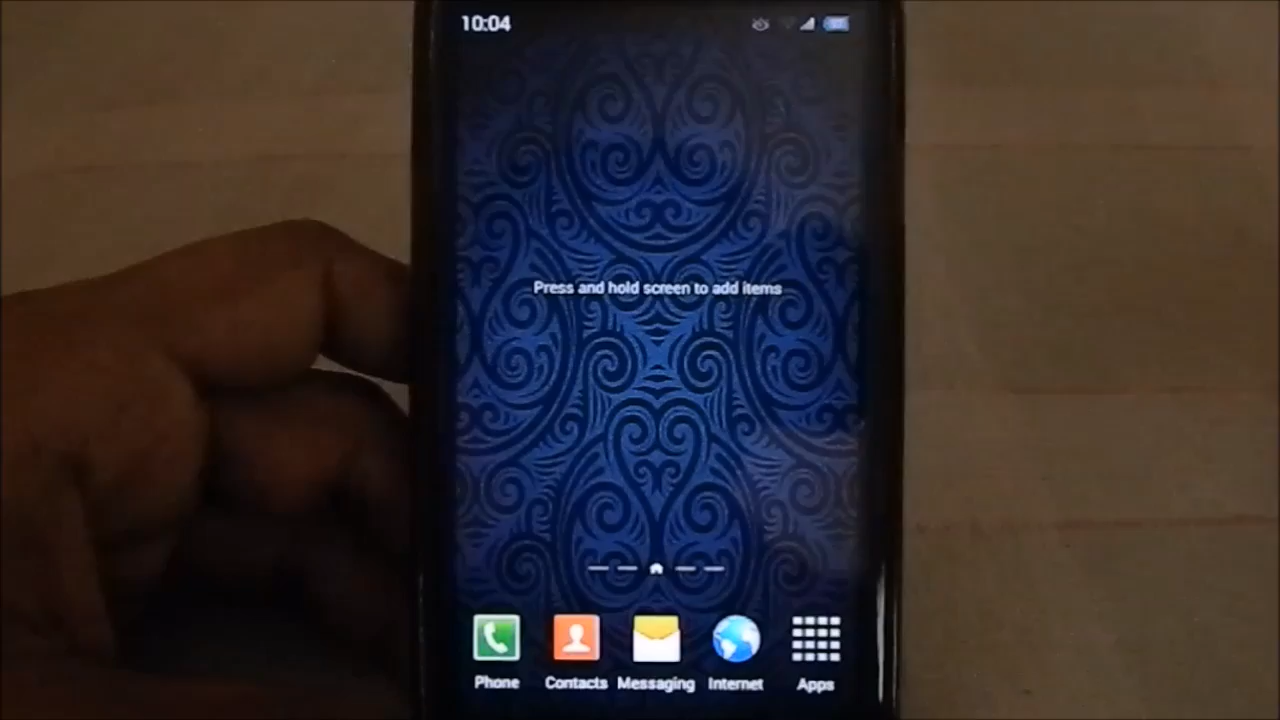 10:04
Press and hold screen to add items
Phone Contacts Messaging Internet Apps